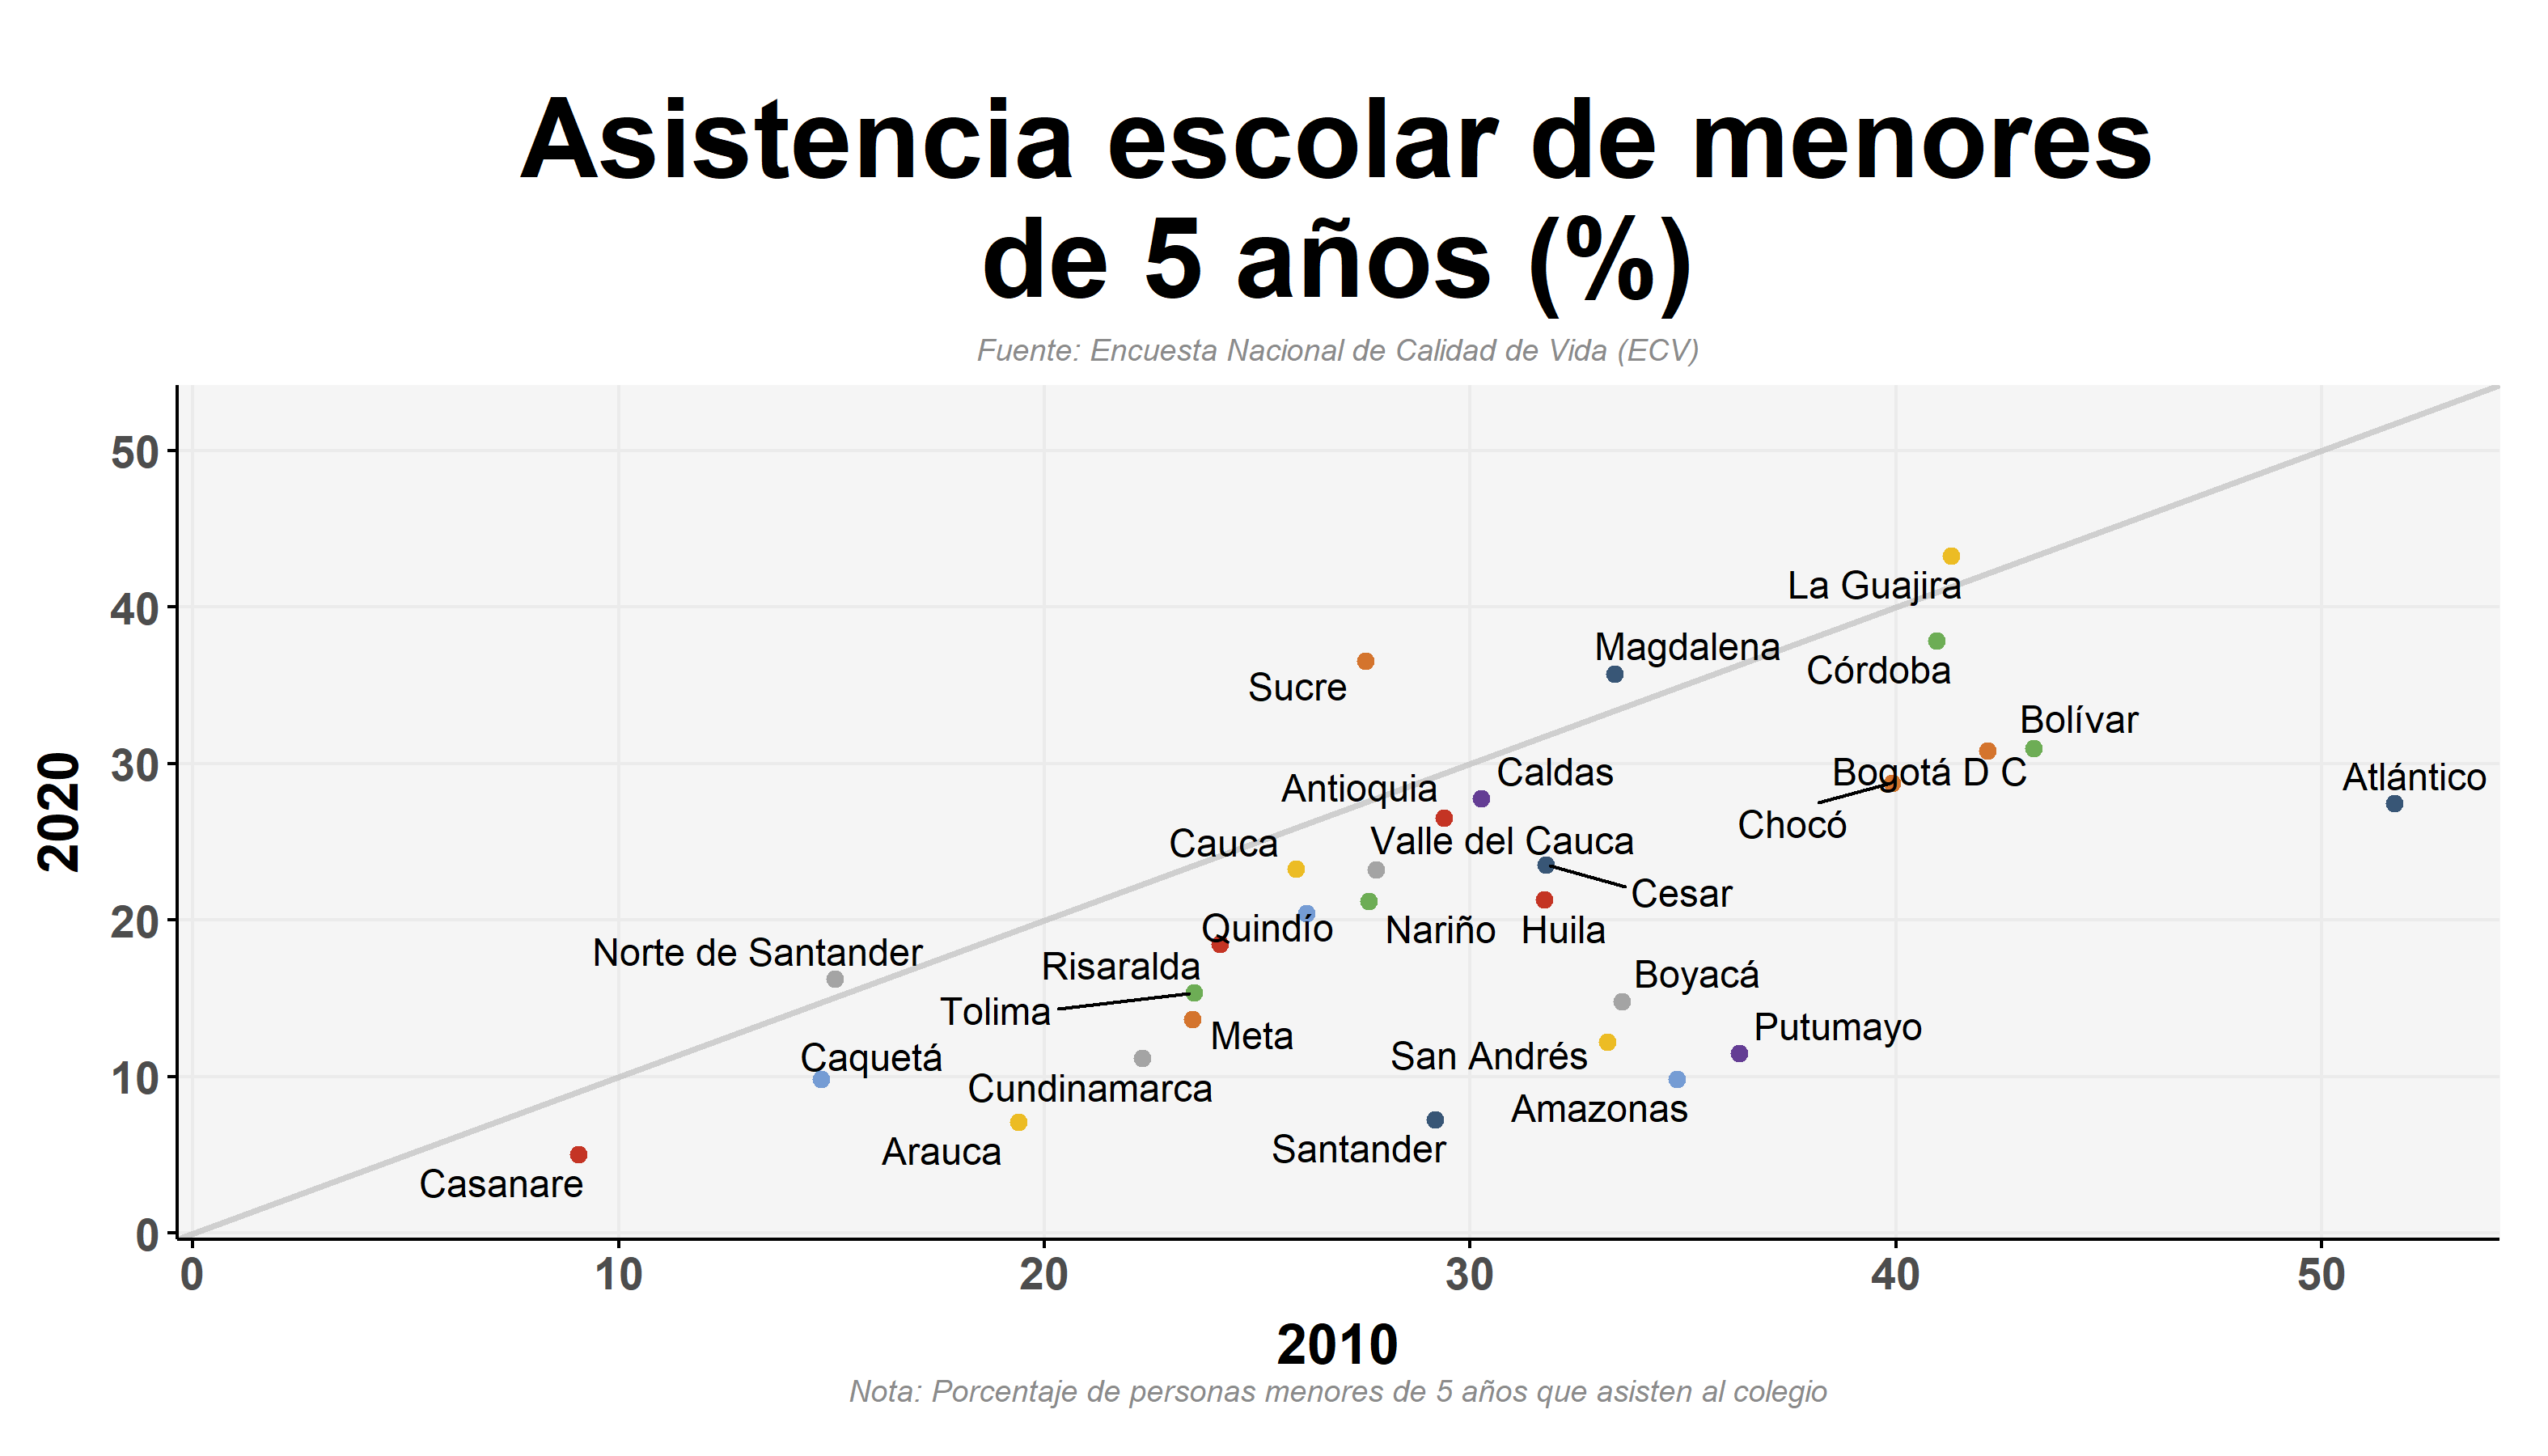 Asistencia escolar de menores
de 5 años (%)
Fuente: Encuesta Nacional de Calidad de Vida (ECV)
50
40
30
20
10
0
2020
La Guajira
Magdalena
Córdoba
Sucre
Bolívar
Caldas
Bogotá D C
Atlántico
Antioquia
Chocó
Cauca
Valle del Cauca
Cesar
Quindío
Nariño
Huila
Norte de Santander
Risaralda
Boyacá
Tolima
Meta
Putumayo
Caquetá
San Andrés
Cundinamarca
Amazonas
Arauca
Santander
Casanare
0 10 20 30 40 50
2010
Nota: Porcentaje de personas menores de 5 años que asisten al colegio